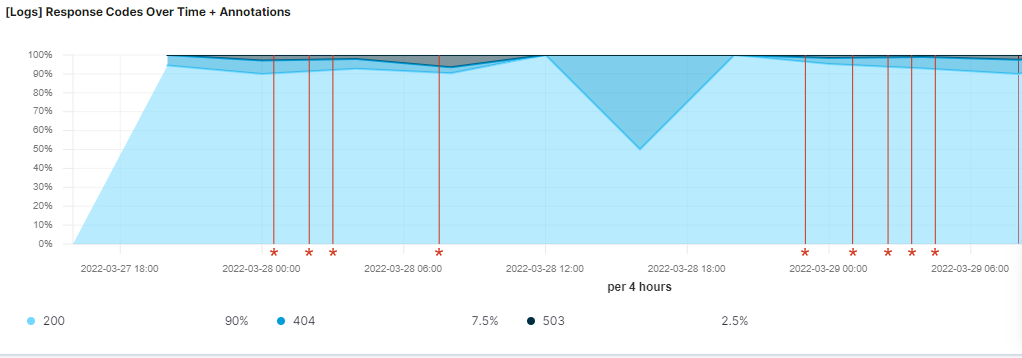 [Logs] Response Codes Over Time + Annotations
100%
90%
80%
70%
60%
50%
40%
30%
20%
10%
0%
* * * * * * * * *
2022-03-27 18:00 2022-03-28 00:00 2022-03-28 06:00 2022-03-28 12:00 2022-03-28 18:00 2022-03-29 00:00 2022-03-29 06:00
per 4 hours
200 90% 404 7.5% 503 2.5%